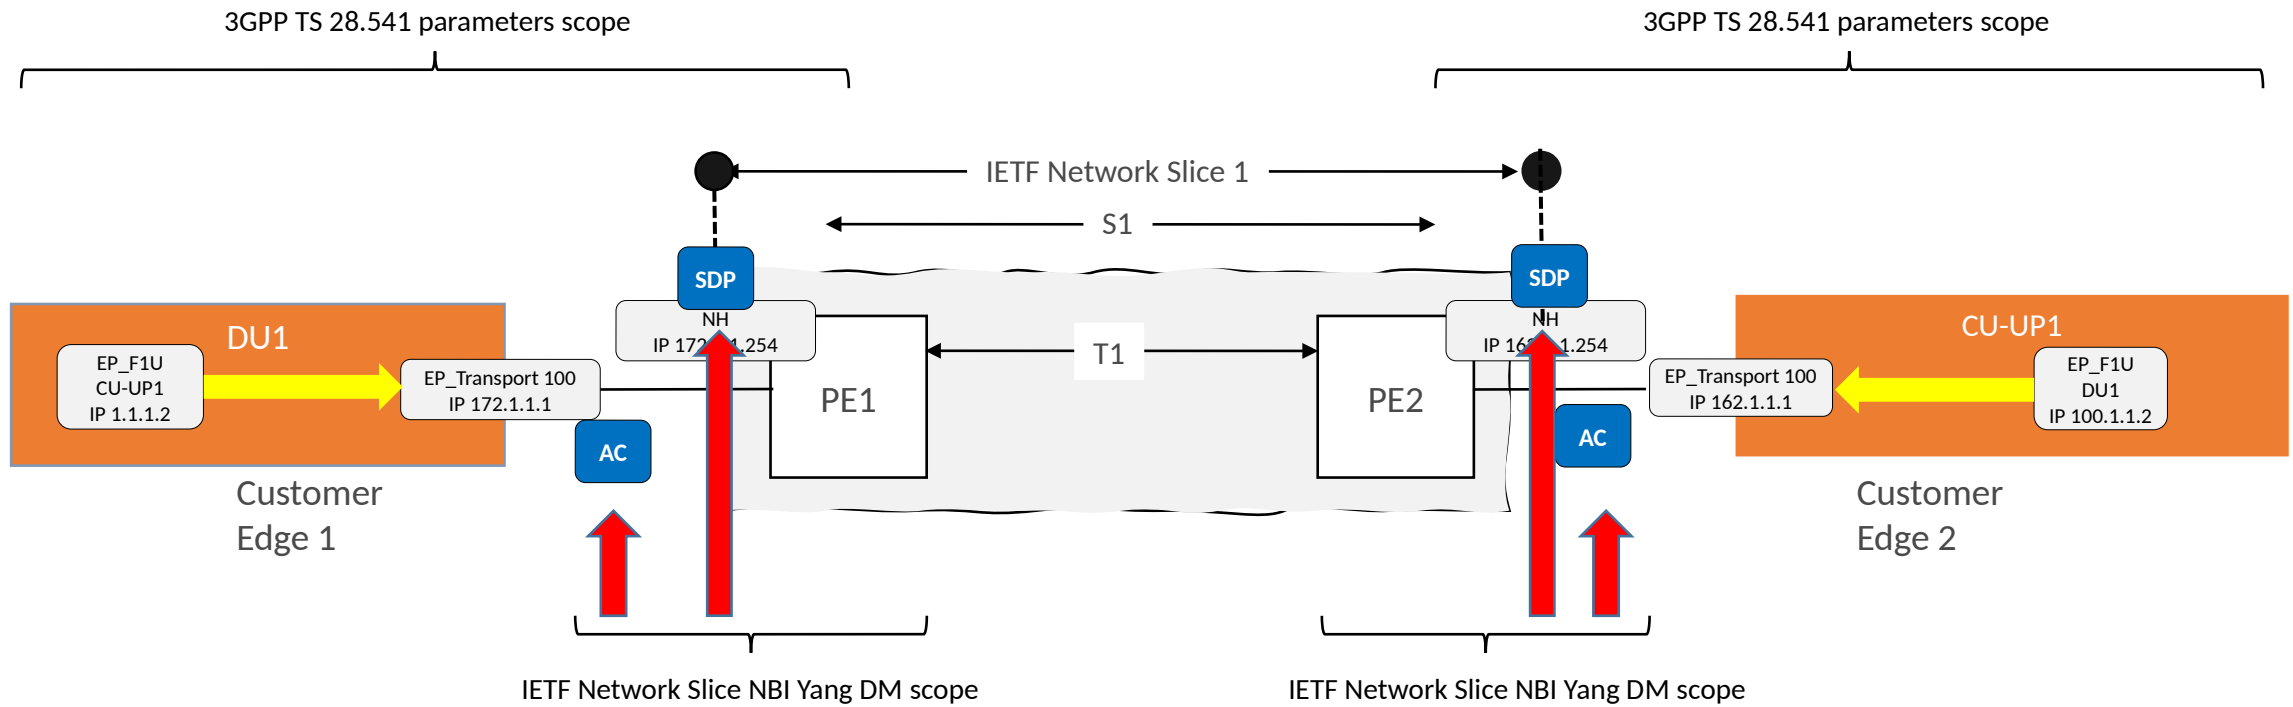 3GPP TS 28.541 parameters scope
3GPP TS 28.541 parameters scope
IETF Network Slice 1
S1
SDP
SDP
NH
IP 172 .254
NH
IP 16 1.254
DU1
CU-UP1
EP_F1U
CU-UP1
IP 1.1.1.2
EP_Transport 100
IP 172.1.1.1
PE1
T1
PE2
EP_Transport 100
IP 162.1.1.1
EP_F1U
DU1
IP 100.1.1.2
AC
AC
Customer
Edge 1
Customer
Edge 2
IETF Network Slice NBI Yang DM scope
IETF Network Slice NBI Yang DM scope